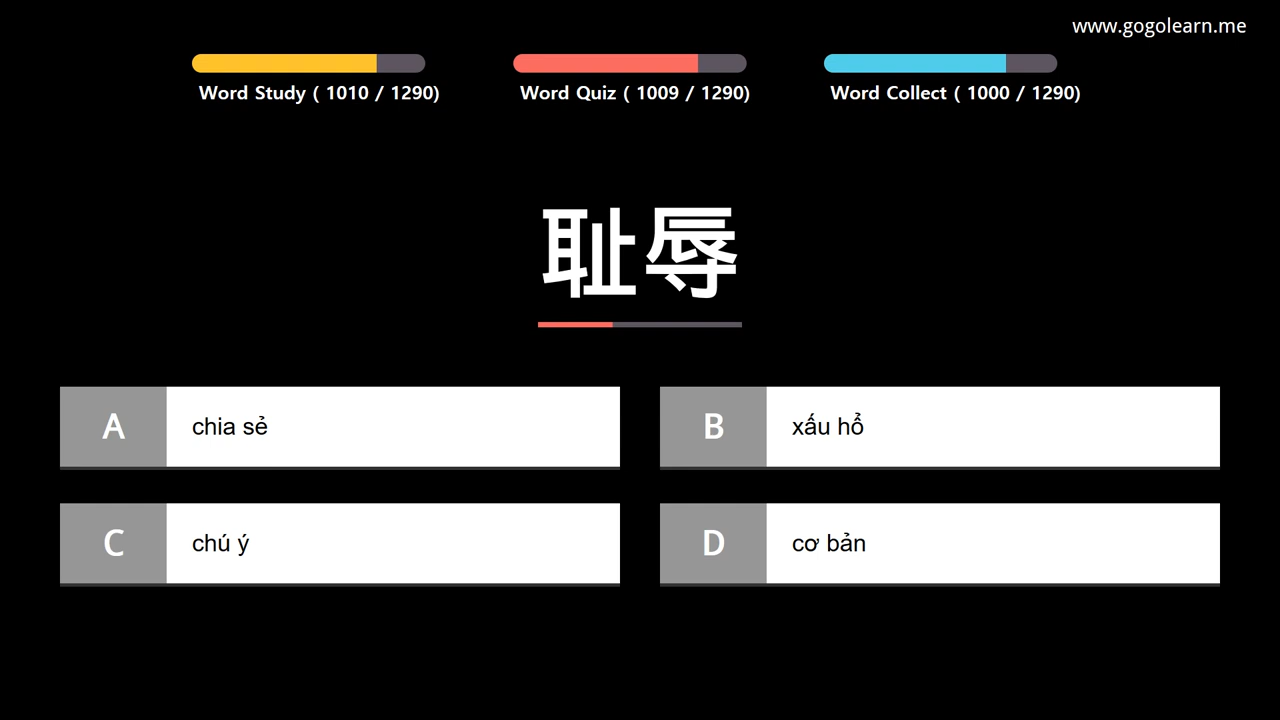 www.gogolearn.me
Word Study ( 1010 / 1290)
Word Quiz ( 1009 / 1290)
Word Collect ( 1000 / 1290)
耻辱
A
chia sẻ
B
xấu hổ
C
chú ý
D
cơ bản